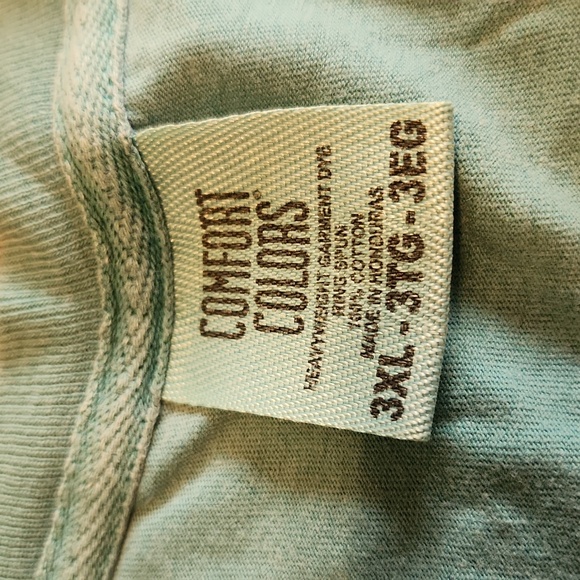 COMFORT
COLORS®
HEAVYWEIGHT GARMENT DYE
RING SPUN
100% COTTON
MADE IN HONDURAS
3XL - 3TG - 3EG